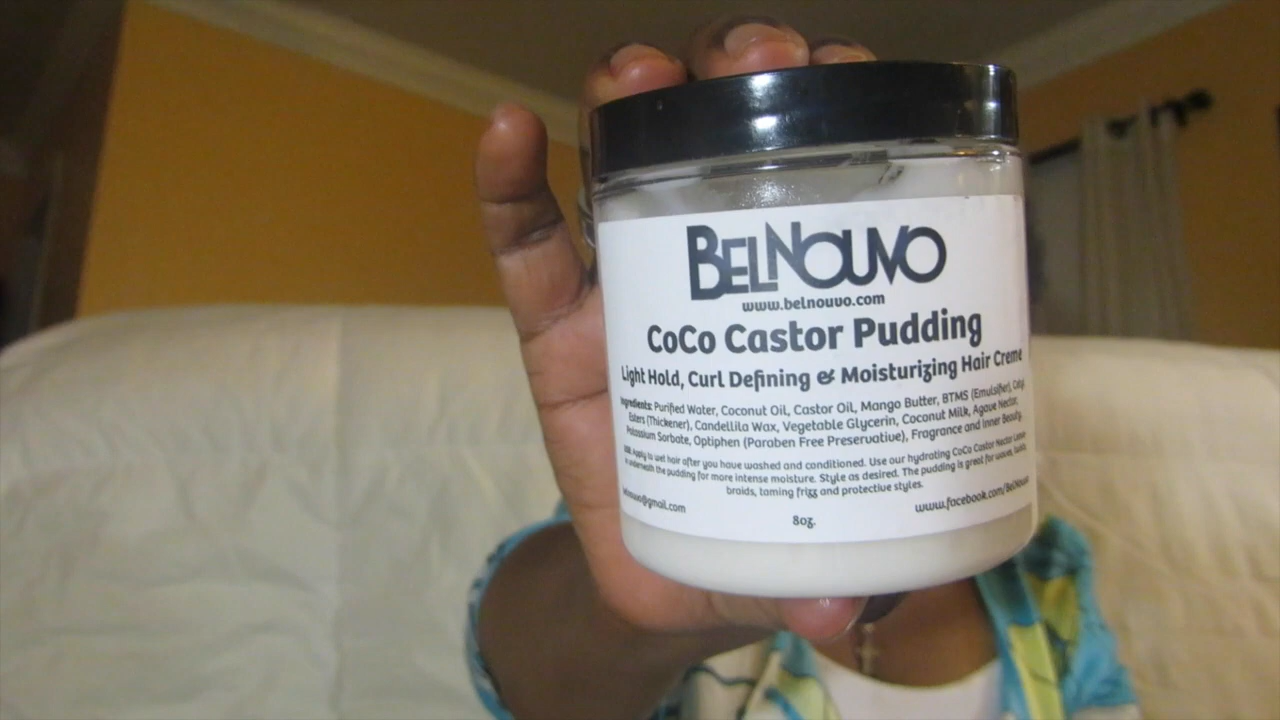 BELNOUVO
www.belnouvo.com
CoCo Castor Pudding
Light Hold, Curl Defining & Moisturizing Hair Creme
Ingredients: Purified Water, Coconut Oil, Castor Oil, Mango Butter, BTMS (Emulsifier), Cetyl
Esters (Thickener), Candellila Wax, Vegetable Glycerin, Coconut Milk, Agave Nectar,
Potassium Sorbate, Optiphen (Paraben Free Preservative), Fragrance and Inner Beauty.
Apply to wet hair after you have washed and conditioned. Use our hydrating CoCo Castor Nectar
underneath the pudding for more intense moisture. Style as desired. The pudding is great for waves, twists,
braids, taming frizz and protective styles.
belnouvo@gmail.com
8oz.
www.facebook.com/BelNouvo